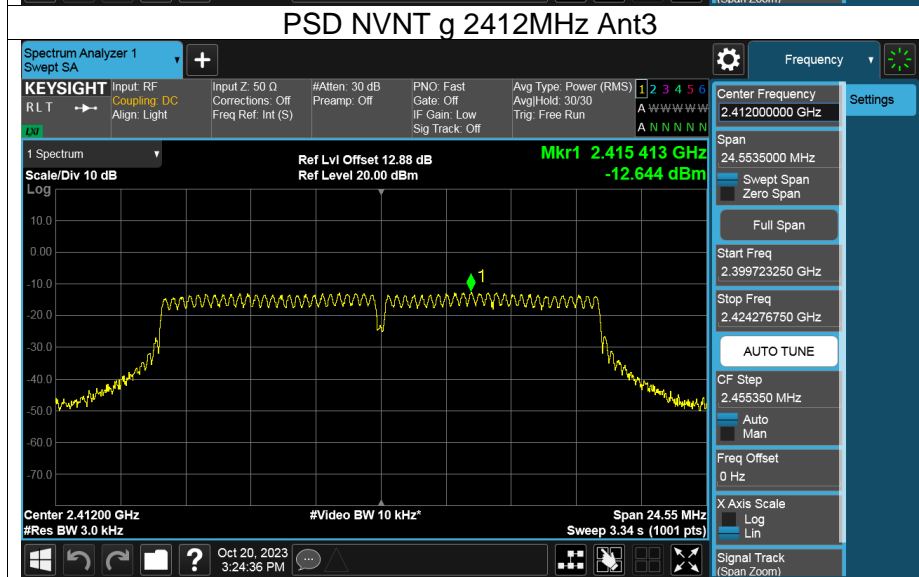 (Span Zoom)
PSD NVNT g 2412MHz Ant3
Spectrum Analyzer 1
Swept SA
+
Frequency
KEYSIGHT
RLT
LXI
Input: RF
Coupling: DC
Align: Light
Input Z: 50 Ω
Corrections: Off
Freq Ref: Int (S)
#Atten: 30 dB
Preamp: Off
PNO: Fast
Gate: Off
IF Gain: Low
Sig Track: Off
Avg Type: Power (RMS)
Avg|Hold: 30/30
Trig: Free Run
1 2 3 4 5 6
A W W W W W
A N N N N N
1 Spectrum
Scale/Div 10 dB
Ref Lvl Offset 12.88 dB
Ref Level 20.00 dBm
Mkr1 2.415 413 GHz
-12.644 dBm
Log
10.0
0.00
-10.0
-20.0
-30.0
-40.0
-50.0
-60.0
-70.0
1
Center 2.41200 GHz
#Res BW 3.0 kHz
#Video BW 10 kHz*
Span 24.55 MHz
Sweep 3.34 s (1001 pts)
?
Oct 20, 2023
3:24:36 PM
Center Frequency
2.412000000 GHz
Span
24.5535000 MHz
Swept Span
Zero Span
Full Span
Start Freq
2.399723250 GHz
Stop Freq
2.424276750 GHz
AUTO TUNE
CF Step
2.455350 MHz
Auto
Man
Freq Offset
0 Hz
X Axis Scale
Log
Lin
Signal Track
(Span Zoom)
Settings